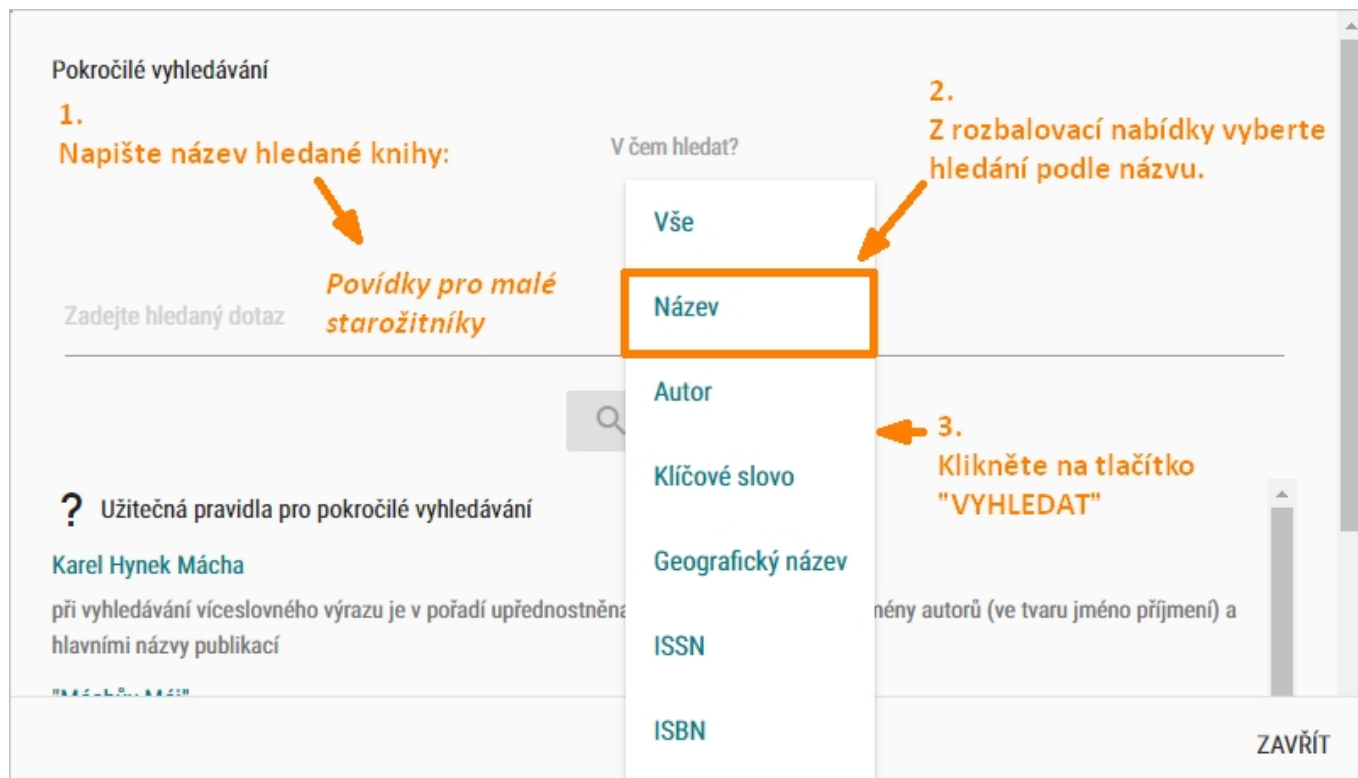 Pokročilé vyhledávání
1.
Napište název hledané knihy:
V čem hledat?
2.
Z rozbalovací nabídky vyberte
hledání podle názvu.
Vše
Povídky pro malé
starožitníky
Zadejte hledaný dotaz
Název
Autor
3.
Klikněte na tlačítko
"VYHLEDAT"
Klíčové slovo
? Užitečná pravidla pro pokročilé vyhledávání
Karel Hynek Mácha
Geografický název
při vyhledávání víceslovného výrazu je v pořadí upřednostněna mény autorů (ve tvaru jméno příjmení) a
hlavními názvy publikací
ISSN
"Máchův Máj"
ISBN
ZAVŘÍT